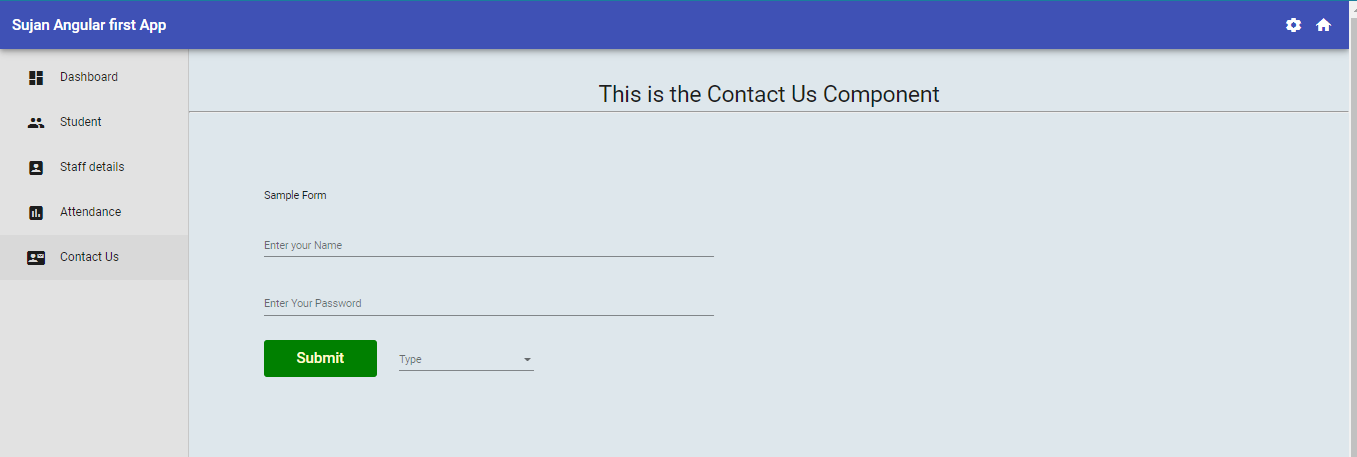 Sujan Angular first App
Dashboard
Student
Staff details
Attendance
Contact Us
This is the Contact Us Component
Sample Form
Enter your Name
Enter Your Password
Submit
Type